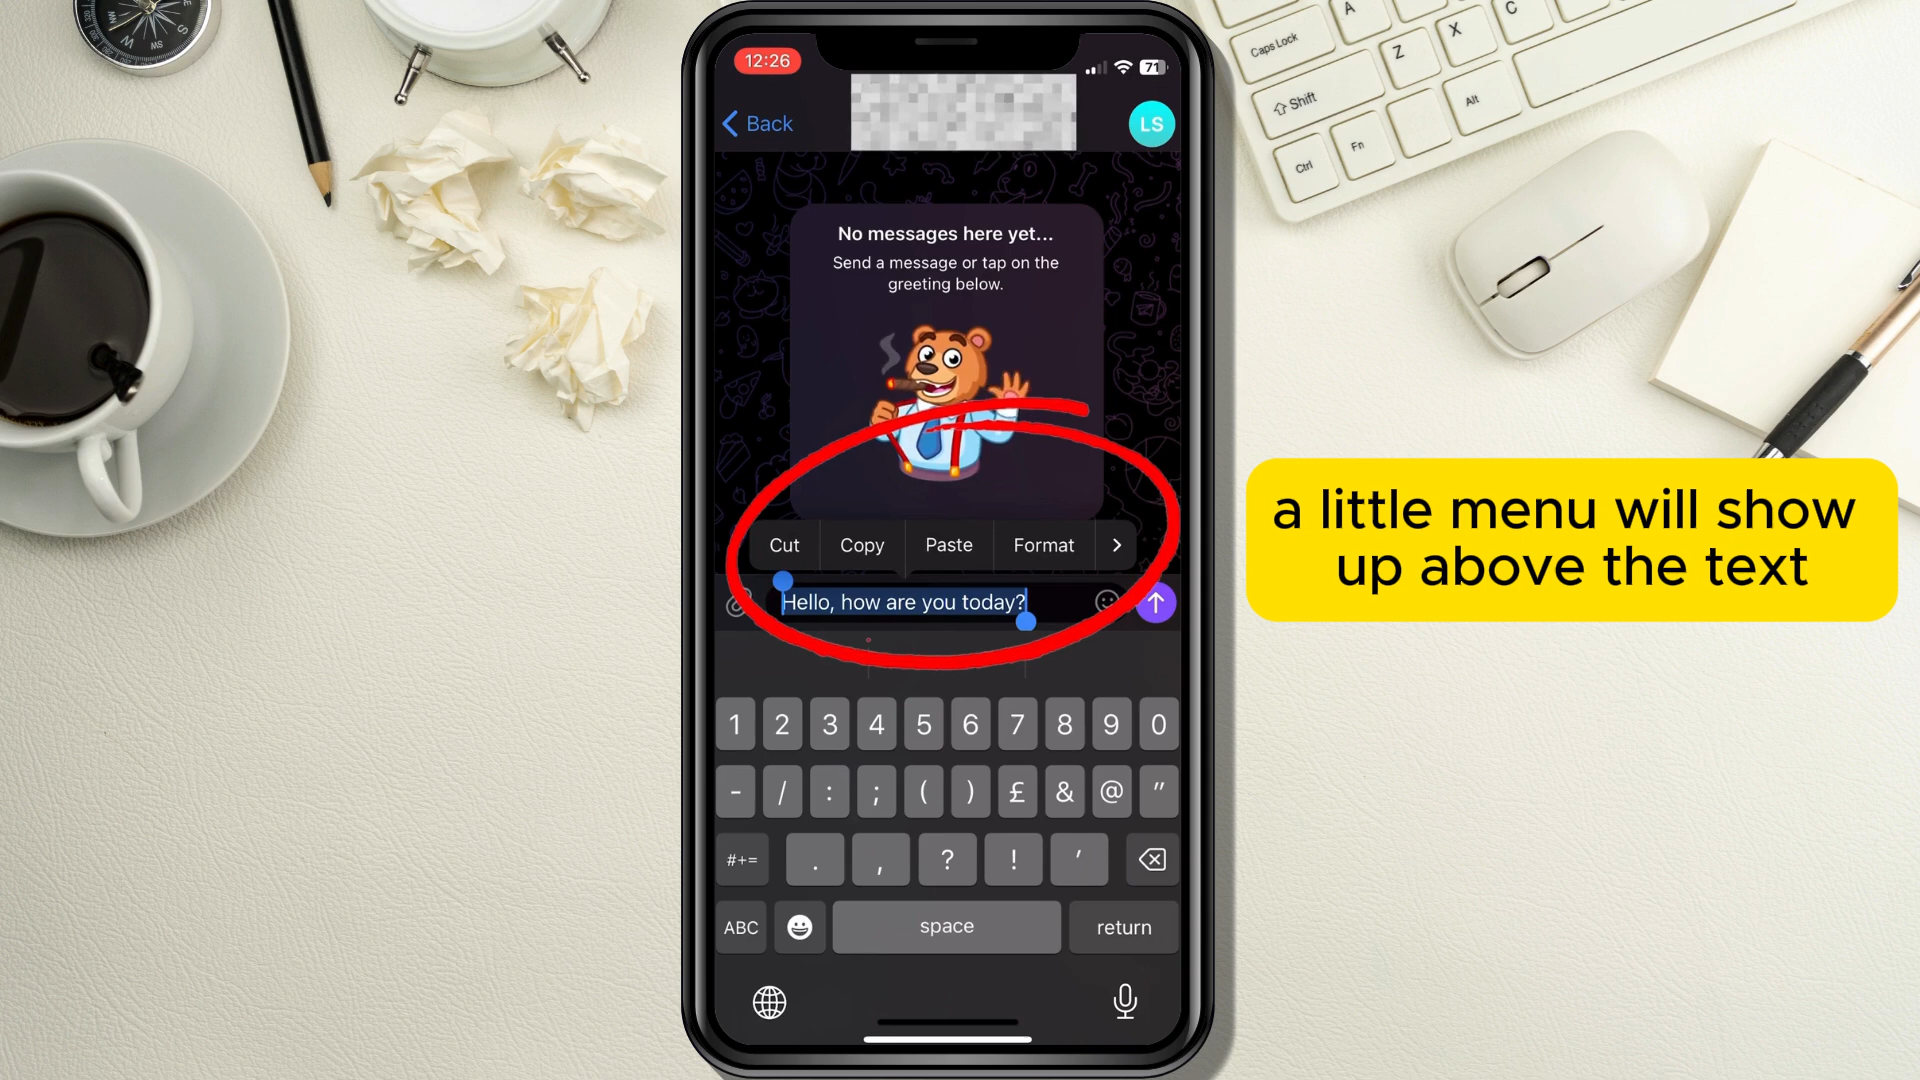 12:26
71
Back
LS
No messages here yet...
Send a message or tap on the
greeting below.
Cut Copy Paste Format
Hello, how are you today?
1 2 3 4 5 6 7 8 9 0
- / : ; ( ) £ & @ "
#+= . , ? ! '
ABC space return
a little menu will show
up above the text
Caps Lock A
Z X C
Shift
Ctrl Fn Alt
W SW S
NW